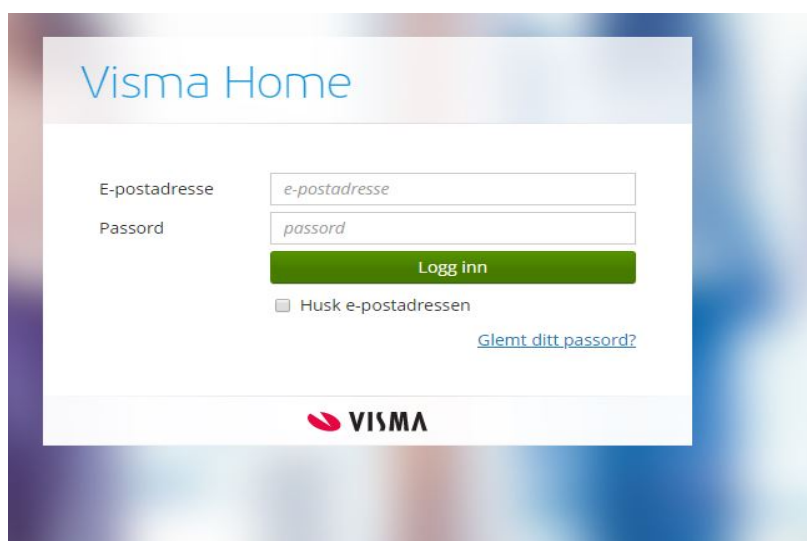 Visma Home
E-postadresse e-postadresse
Passord passord
Logg inn
Husk e-postadressen
Glemt ditt passord?
VISMA